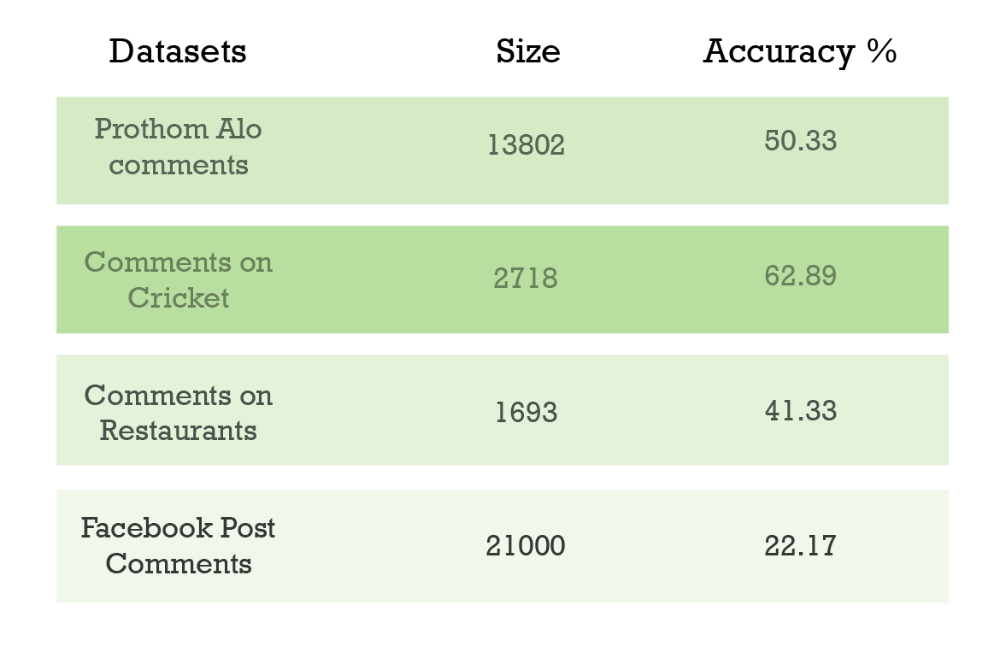 Datasets Size Accuracy %
Prothom Alo
comments
13802 50.33
Comments on
Cricket
2718 62.89
Comments on
Restaurants
1693 41.33
Facebook Post
Comments
21000 22.17